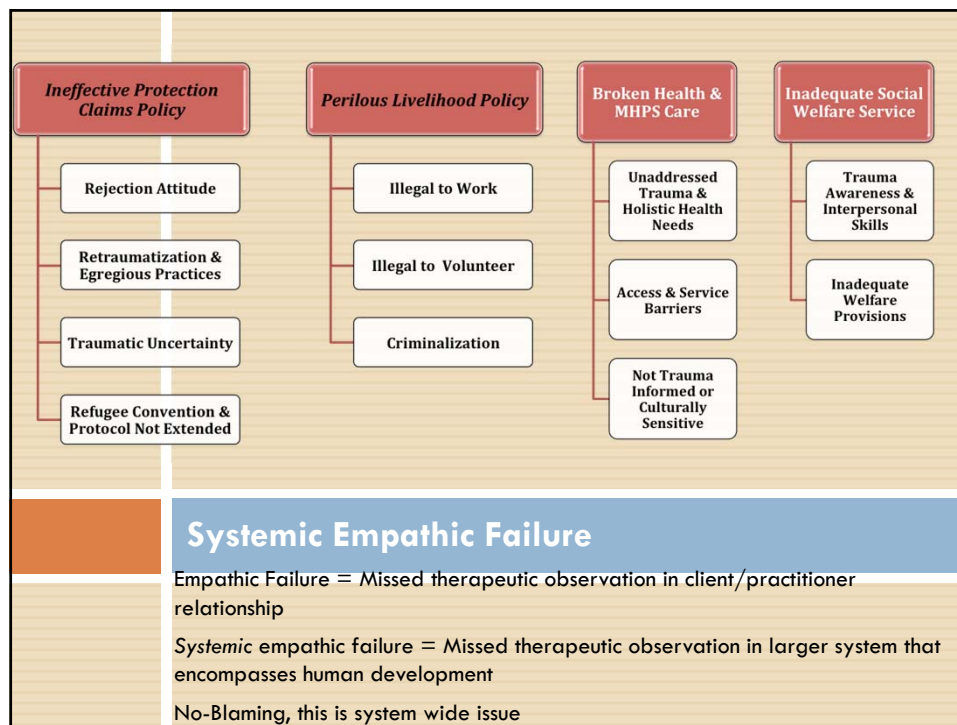 Ineffective Protection
Claims Policy
Rejection Attitude
Retraumatization &
Egregious Practices
Traumatic Uncertainty
Refugee Convention &
Protocol Not Extended
Perilous Livelihood Policy
Illegal to Work
Illegal to Volunteer
Criminalization
Broken Health &
MHPS Care
Unaddressed
Trauma &
Holistic Health
Needs
Access & Service
Barriers
Not Trauma
Informed or
Culturally
Sensitive
Inadequate Social
Welfare Service
Trauma
Awareness &
Interpersonal
Skills
Inadequate
Welfare
Provisions
Systemic Empathic Failure
Empathic Failure = Missed therapeutic observation in client/practitioner
relationship
Systemic empathic failure = Missed therapeutic observation in larger system that
encompasses human development
No-Blaming, this is system wide issue